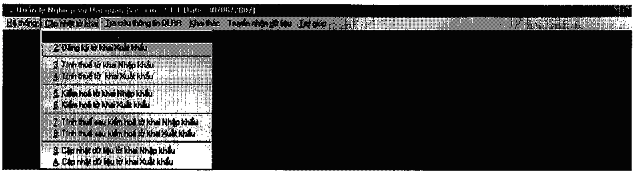 Hệ thống Cập nhật tờ khai Tra cứu thông tin QLRR Khai thác Truyền nhận dữ liệu Trợ giúp
2. Đăng kí tờ khai Xuất khẩu
3. Tính thuế tờ khai Nhập khẩu
4. Tính thuế tờ khai Xuất khẩu
5. Kiểm hoá tờ khai Nhập khẩu
6. Kiểm hoá tờ khai Xuất khẩu
7. Tính thuế sau kiểm hoá tờ khai Nhập khẩu
8. Tính thuế sau kiểm hoá tờ khai Xuất khẩu
9. Cập nhật dữ liệu tờ khai Nhập khẩu
A. Cập nhật dữ liệu tờ khai Xuất khẩu